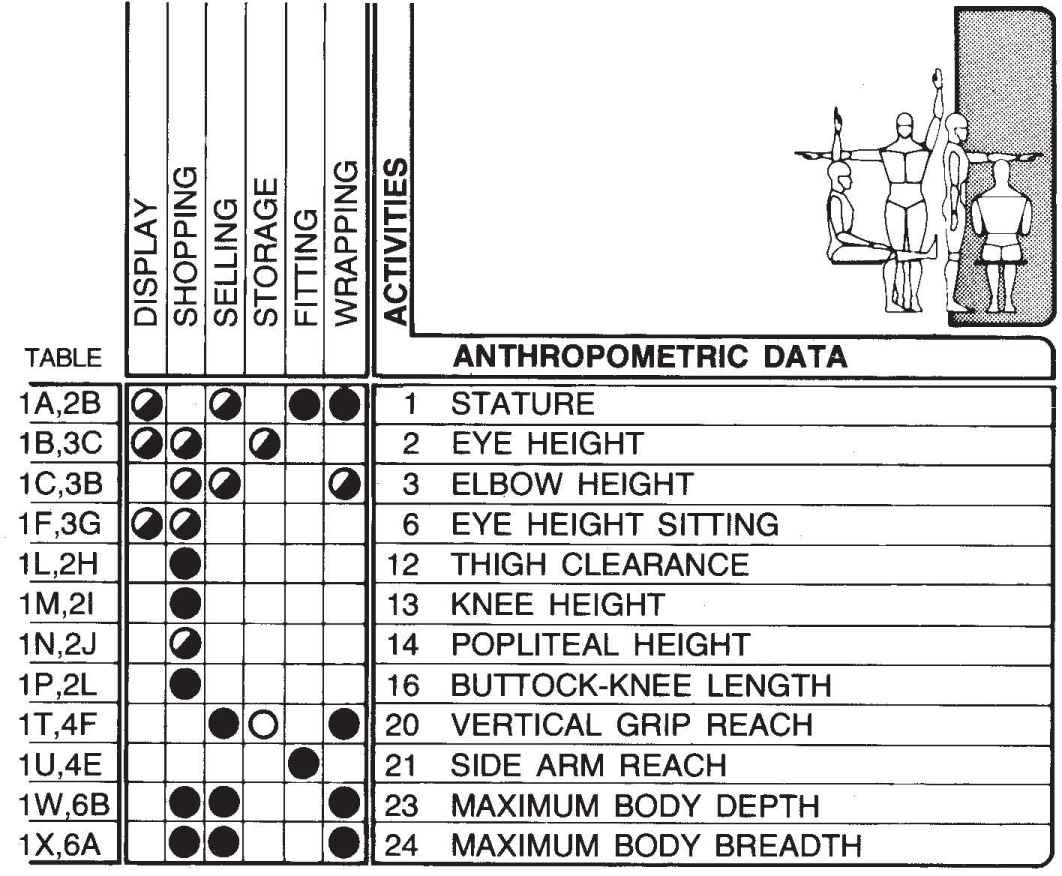 DISPLAY
SHOPPING
SELLING
STORAGE
FITTING
WRAPPING
ACTIVITIES
TABLE ANTHROPOMETRIC DATA
1A,2B 1 STATURE
1B,3C 2 EYE HEIGHT
1C,3B 3 ELBOW HEIGHT
1F,3G 6 EYE HEIGHT SITTING
1L,2H 12 THIGH CLEARANCE
1M,2I 13 KNEE HEIGHT
1N,2J 14 POPLITEAL HEIGHT
1P,2L 16 BUTTOCK-KNEE LENGTH
1T,4F 20 VERTICAL GRIP REACH
1U,4E 21 SIDE ARM REACH
1W,6B 23 MAXIMUM BODY DEPTH
1X,6A 24 MAXIMUM BODY BREADTH